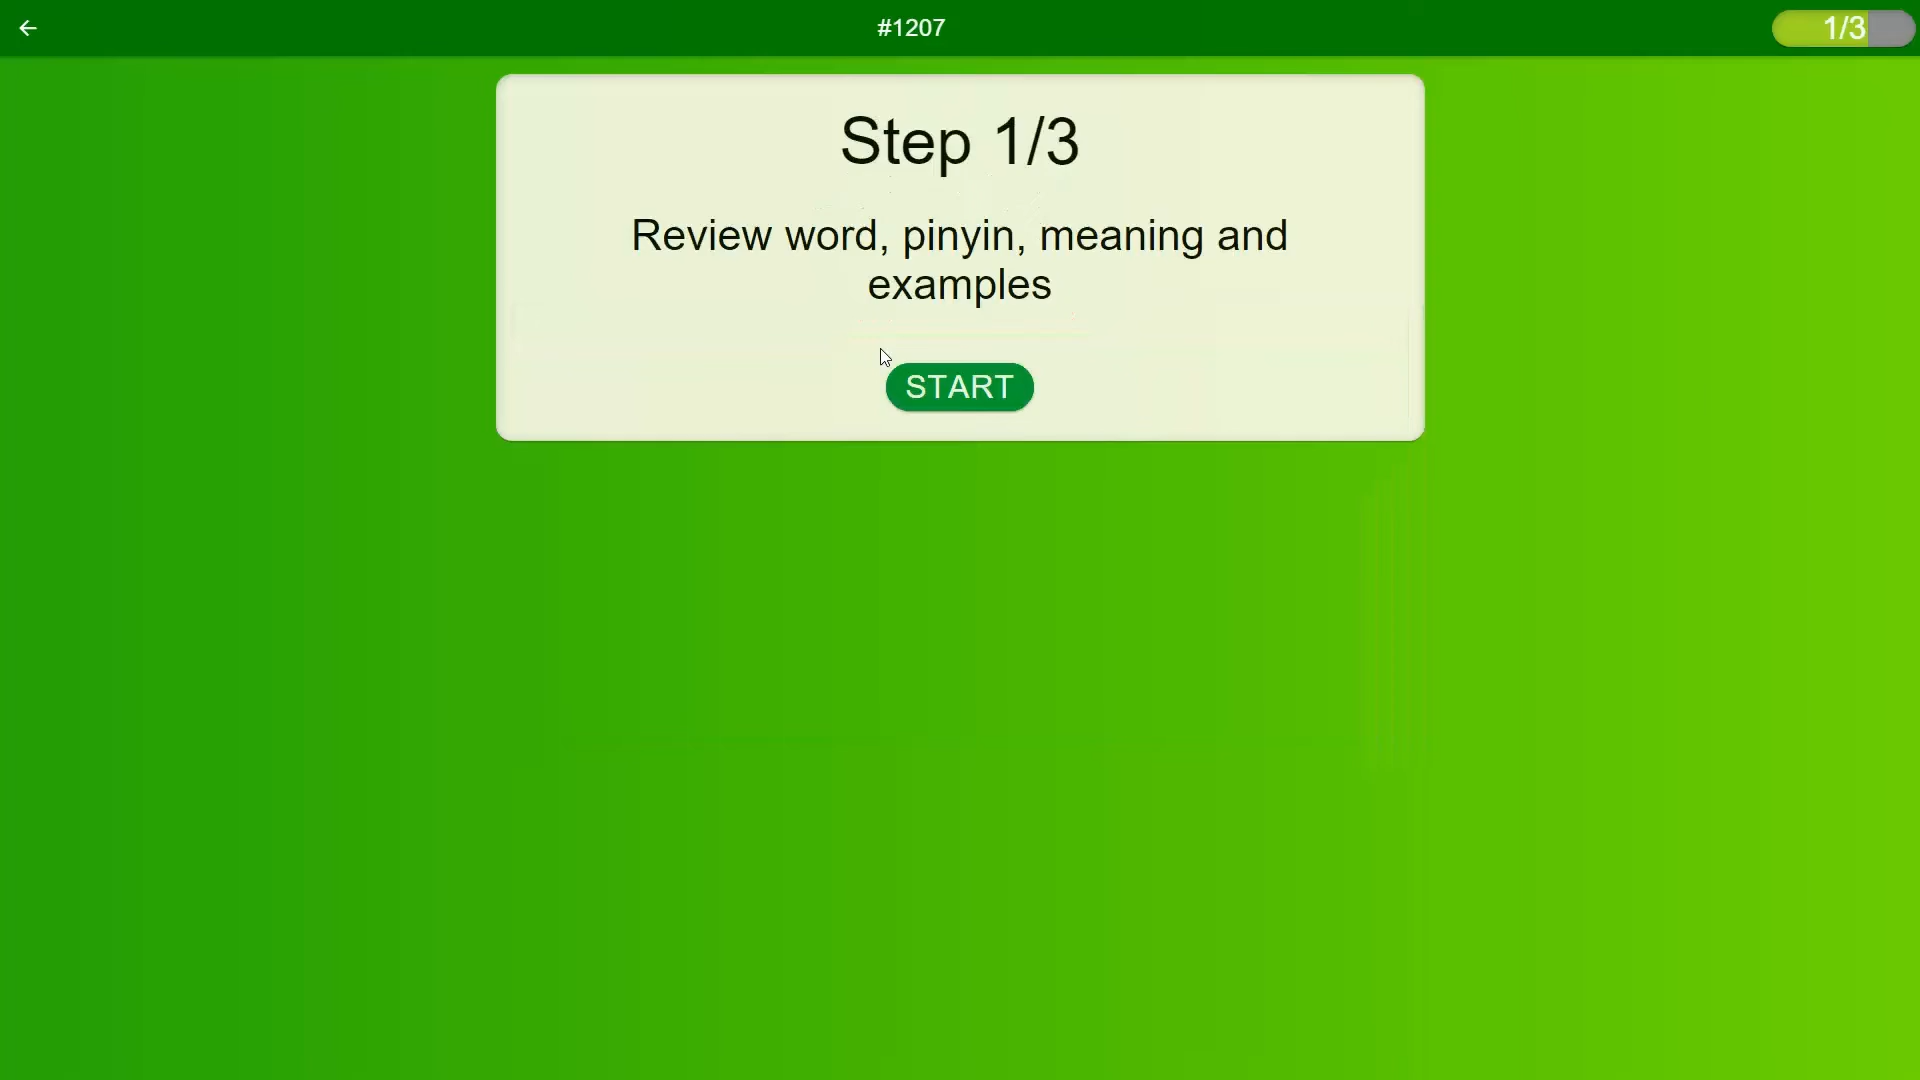 #1207
1/3
Step 1/3
Review word, pinyin, meaning and
examples
START